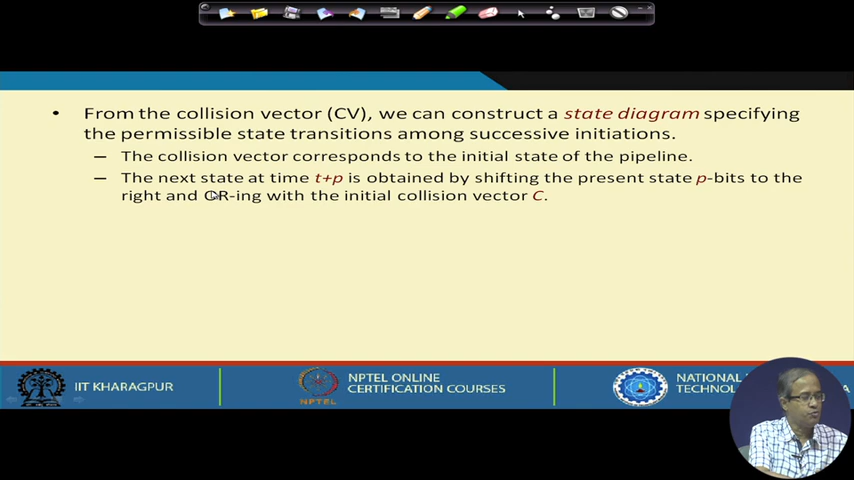 • From the collision vector (CV), we can construct a state diagram specifying
the permissible state transitions among successive initiations.
– The collision vector corresponds to the initial state of the pipeline.
– The next state at time t+p is obtained by shifting the present state p-bits to the
right and OR-ing with the initial collision vector C.
IIT KHARAGPUR
NPTEL
NPTEL ONLINE
CERTIFICATION COURSES